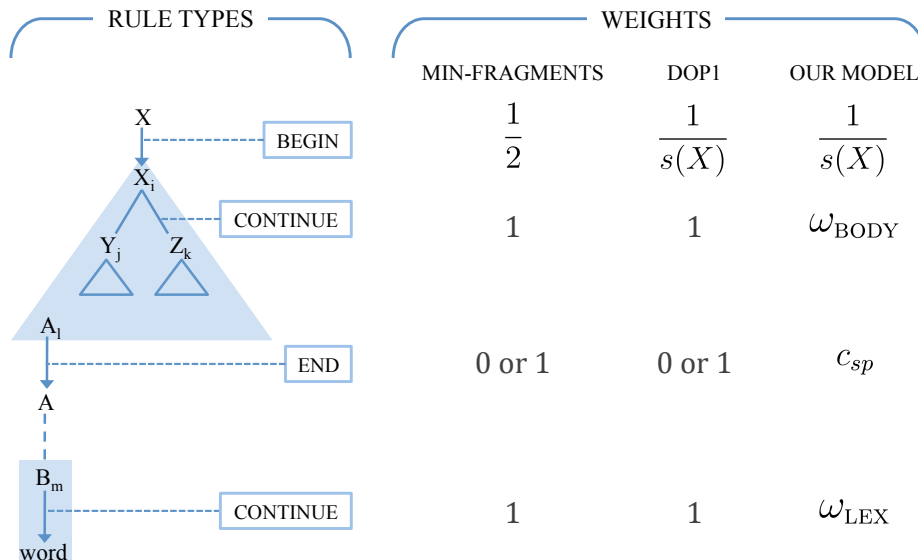 RULE TYPES WEIGHTS
MIN-FRAGMENTS DOP1 OUR MODEL
X
BEGIN 1/2 1/s(X) 1/s(X)
X_i
CONTINUE 1 1 ω_BODY
Y_j Z_k
A_l
END 0 or 1 0 or 1 c_sp
A
B_m
CONTINUE 1 1 ω_LEX
word